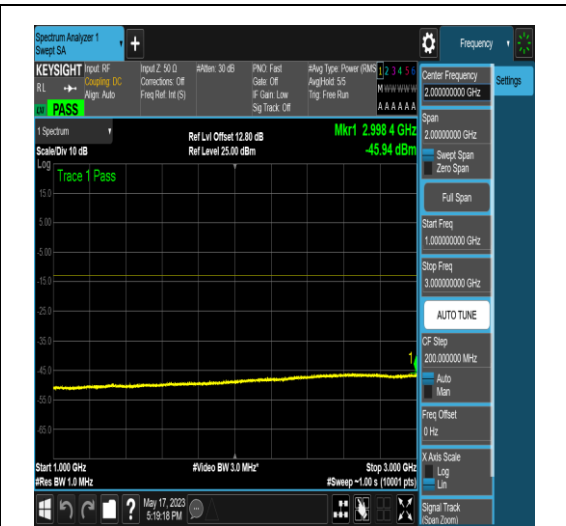 Spectrum Analyzer 1
Swept SA
+
Frequency
KEYSIGHT
Input: RF
Coupling: DC
Align: Auto
Input Z: 50 Ω
Corrections: Off
Freq Ref: Int (S)
#Atten: 30 dB
PNO: Fast
Gate: Off
IF Gain: Low
Sig Track: Off
#Avg Type: Power (RMS
Avg|Hold: 5/5
Trig: Free Run
1 2 3 4 5 6
M W W W W W
A A A A A A
RL
PASS
Center Frequency
2.000000000 GHz
Settings
Span
2.00000000 GHz
Swept Span
Zero Span
Full Span
Start Freq
1.000000000 GHz
Stop Freq
3.000000000 GHz
AUTO TUNE
CF Step
200.000000 MHz
Auto
Man
Freq Offset
0 Hz
X Axis Scale
Log
Lin
Signal Track
(Span Zoom)
1 Spectrum
Scale/Div 10 dB
Ref Lvl Offset 12.80 dB
Ref Level 25.00 dBm
Mkr1 2.998 4 GHz
-45.94 dBm
Log
Trace 1 Pass
15.0
5.00
-5.00
-15.0
-25.0
-35.0
-45.0
-55.0
-65.0
1
Start 1.000 GHz
#Res BW 1.0 MHz
#Video BW 3.0 MHz*
Stop 3.000 GHz
#Sweep ~1.00 s (10001 pts)
?
May 17, 2023
5:19:18 PM